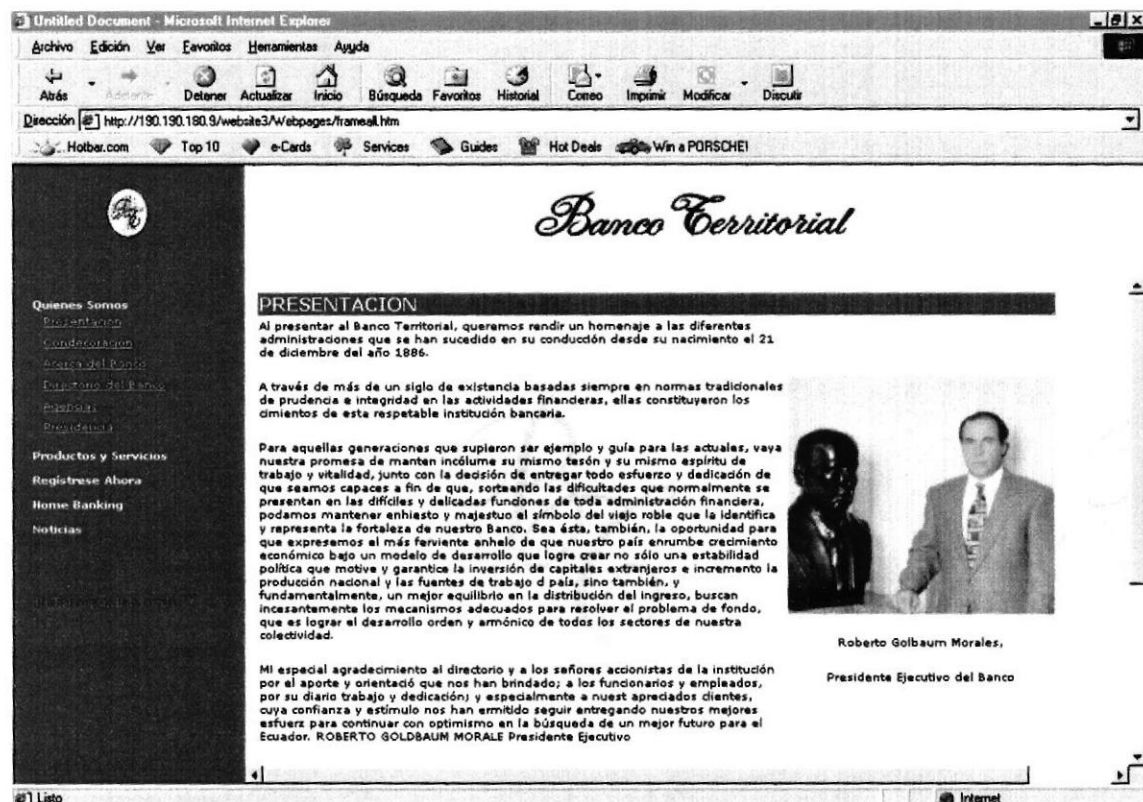 Untitled Document - Microsoft Internet Explorer
Archivo Edición Ver Favoritos Herramientas Ayuda
Atrás Adelante Detener Actualizar Inicio Búsqueda Favoritos Historial Correo Imprimir Modificar Discutir
Dirección http://190.190.180.9/website3/Webpages/frameall.htm
Hotbar.com Top 10 e-Cards Services Guides Hot Deals Win a PORSCHE!
Banco Territorial
Quienes Somos
Presentacion
Condecoracion
Acerca del Banco
Directorio del Banco
Agencias
Presidencia
Productos y Servicios
Regístrese Ahora
Home Banking
Noticias
PRESENTACION
Al presentar al Banco Territorial, queremos rendir un homenaje a las diferentes
administraciones que se han sucedido en su conducción desde su nacimiento el 21
de diciembre del año 1886.
A través de más de un siglo de existencia basadas siempre en normas tradicionales
de prudencia e integridad en las actividades financieras, ellas constituyeron los
cimientos de esta respetable institución bancaria.
Para aquellas generaciones que supieron ser ejemplo y guía para las actuales, vaya
nuestra promesa de manten incólume su mismo tesón y su mismo espíritu de
trabajo y vitalidad, junto con la decisión de entregar todo esfuerzo y dedicación de
que seamos capaces a fin de que, sorteando las dificultades que normalmente se
presentan en las difíciles y delicadas funciones de toda administración financiera,
podamos mantener enhiesto y majestuo el símbolo del viejo roble que la identifica
y representa la fortaleza de nuestro Banco. Sea ésta, también, la oportunidad para
que expresemos el más ferviente anhelo de que nuestro país enrumbe crecimiento
económico bajo un modelo de desarrollo que logre crear no sólo una estabilidad
política que motive y garantice la inversión de capitales extranjeros e incremento la
producción nacional y las fuentes de trabajo d país, sino también, y
fundamentalmente, un mejor equilibrio en la distribución del ingreso, buscan
incesantemente los mecanismos adecuados para resolver el problema de fondo,
que es lograr el desarrollo orden y armónico de todos los sectores de nuestra
colectividad.
Mi especial agradecimiento al directorio y a los señores accionistas de la institución
por el aporte y orientació que nos han brindado; a los funcionarios y empleados,
por su diario trabajo y dedicación; y especialmente a nuest apreciados clientes,
cuya confianza y estímulo nos han ermitido seguir entregando nuestros mejores
esfuerz para continuar con optimismo en la búsqueda de un mejor futuro para el
Ecuador. ROBERTO GOLDBAUM MORALE Presidente Ejecutivo
Roberto Golbaum Morales,
Presidente Ejecutivo del Banco
Listo Internet